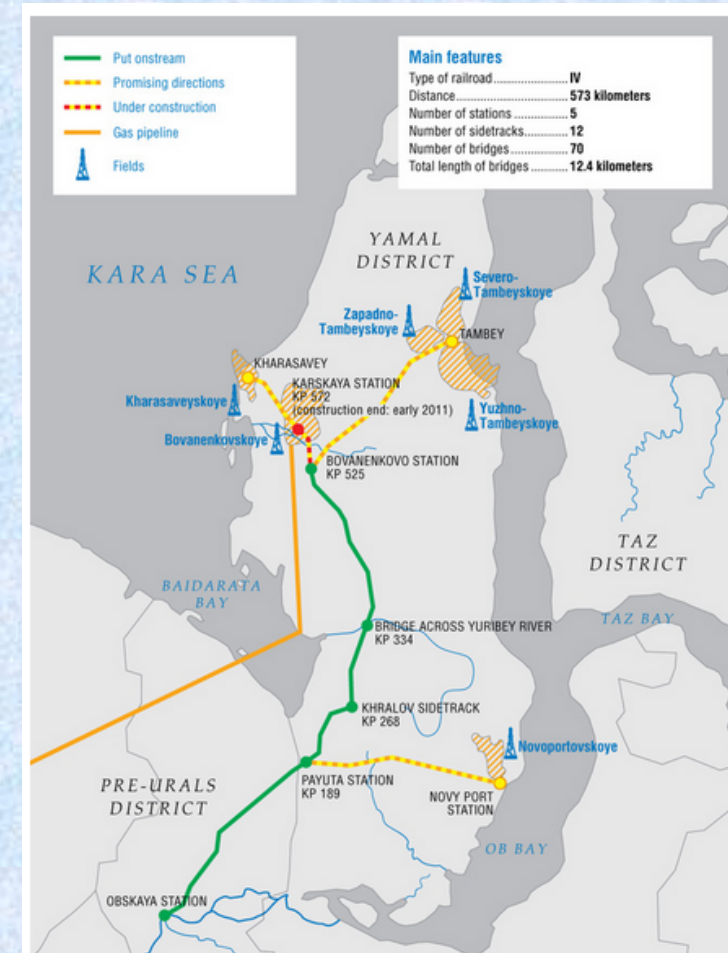 Put onstream
Promising directions
Under construction
Gas pipeline
Fields
Main features
Type of railroad .................... IV
Distance .............................. 573 kilometers
Number of stations ............ 5
Number of sidetracks ......... 12
Number of bridges ............. 70
Total length of bridges .......... 12.4 kilometers
KARA SEA
YAMAL
DISTRICT
Severo-
Tambeyskoye
Zapadno-
Tambeyskoye
TAMBEY
KHARASAVEY
KARSKAYA STATION
KP 572
(construction end: early 2011)
Kharasaveyskoye
Yuzhno-
Tambeyskoye
Bovanenkovskoye
BOVANENKOVO STATION
KP 525
TAZ
DISTRICT
BAIDARATA
BAY
TAZ BAY
BRIDGE ACROSS YURIBEY RIVER
KP 334
KHRALOV SIDETRACK
KP 268
Novoportovskoye
PRE-URALS
DISTRICT
PAYUTA STATION
KP 189
NOVY PORT
STATION
OB BAY
OBSKAYA STATION